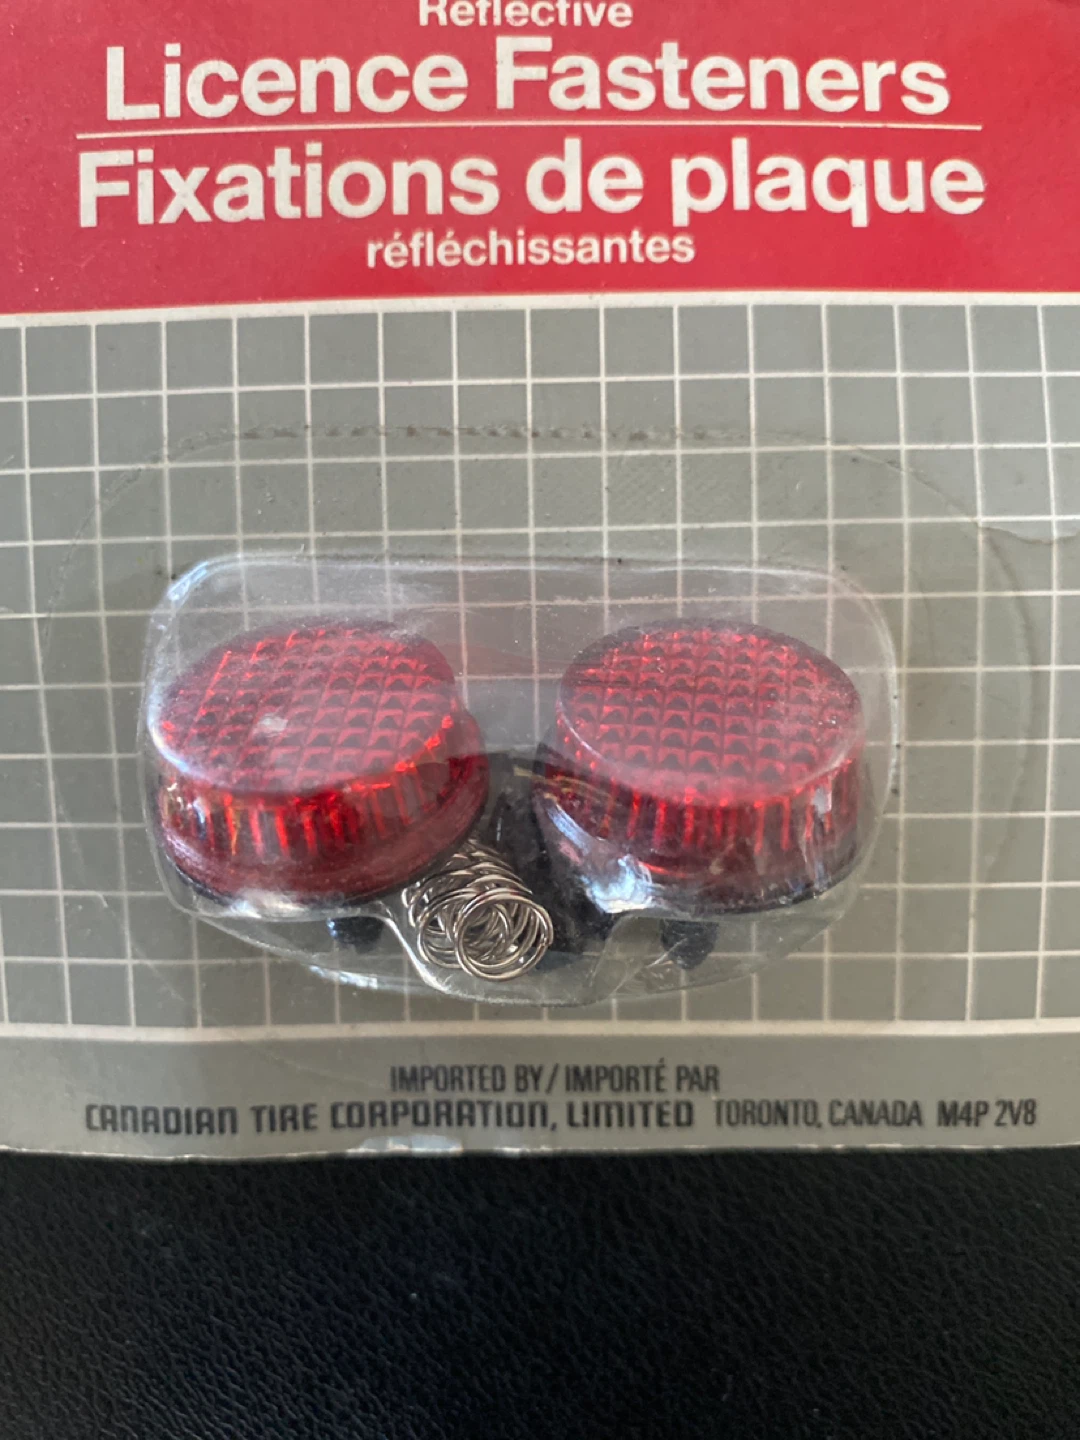 Reflective
Licence Fasteners
Fixations de plaque
réfléchissantes
IMPORTED BY / IMPORTÉ PAR
CANADIAN TIRE CORPORATION, LIMITED TORONTO, CANADA M4P 2V8